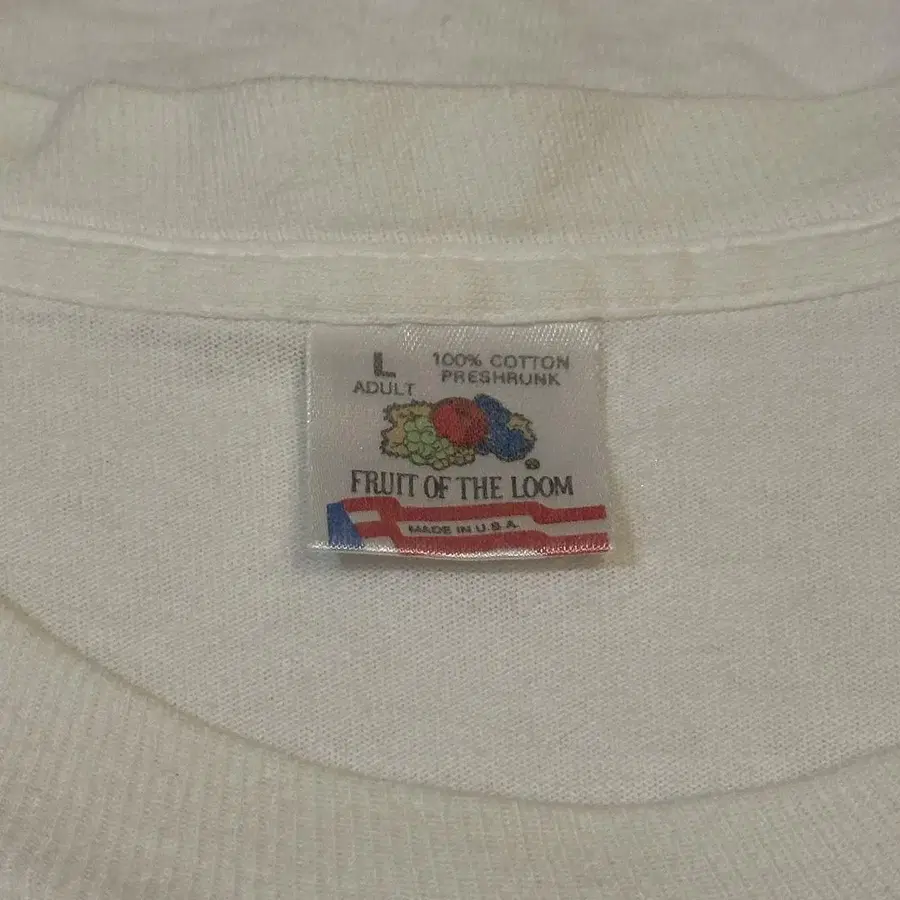 L
ADULT
100% COTTON
PRESHRUNK
®
FRUIT OF THE LOOM
MADE IN U.S.A.